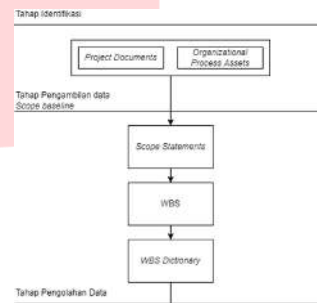 Tahap Identifikasi
Project Documents
Organizational
Process Assets
Tahap Pengambilan data
Scope baseline
Scope Statements
WBS
WBS Dictionary
Tahap Pengolahan Data